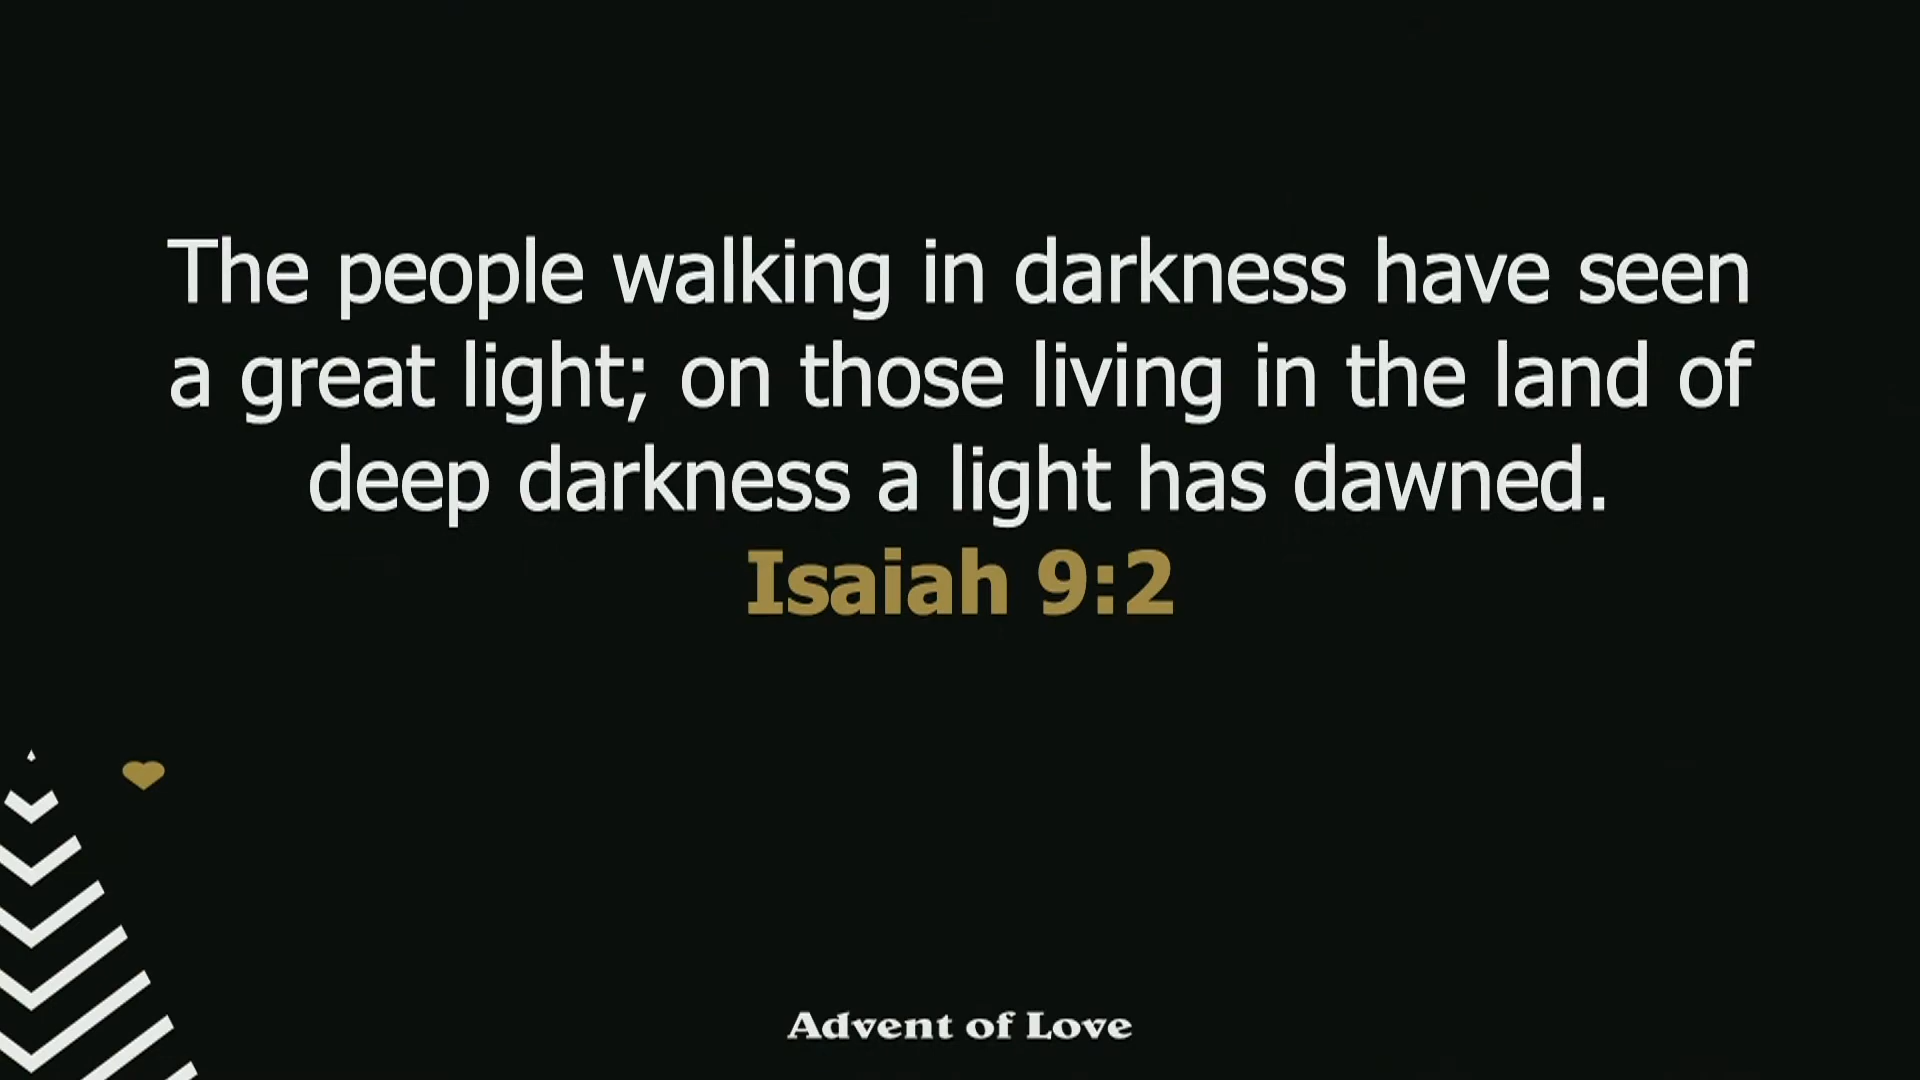 The people walking in darkness have seen
a great light; on those living in the land of
deep darkness a light has dawned.
Isaiah 9:2
Advent of Love